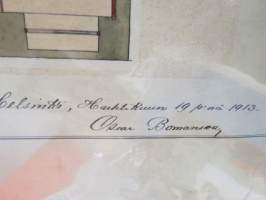 Helsinki, Huhtikuun 19 p:nä 1913.
Oscar Bomanson